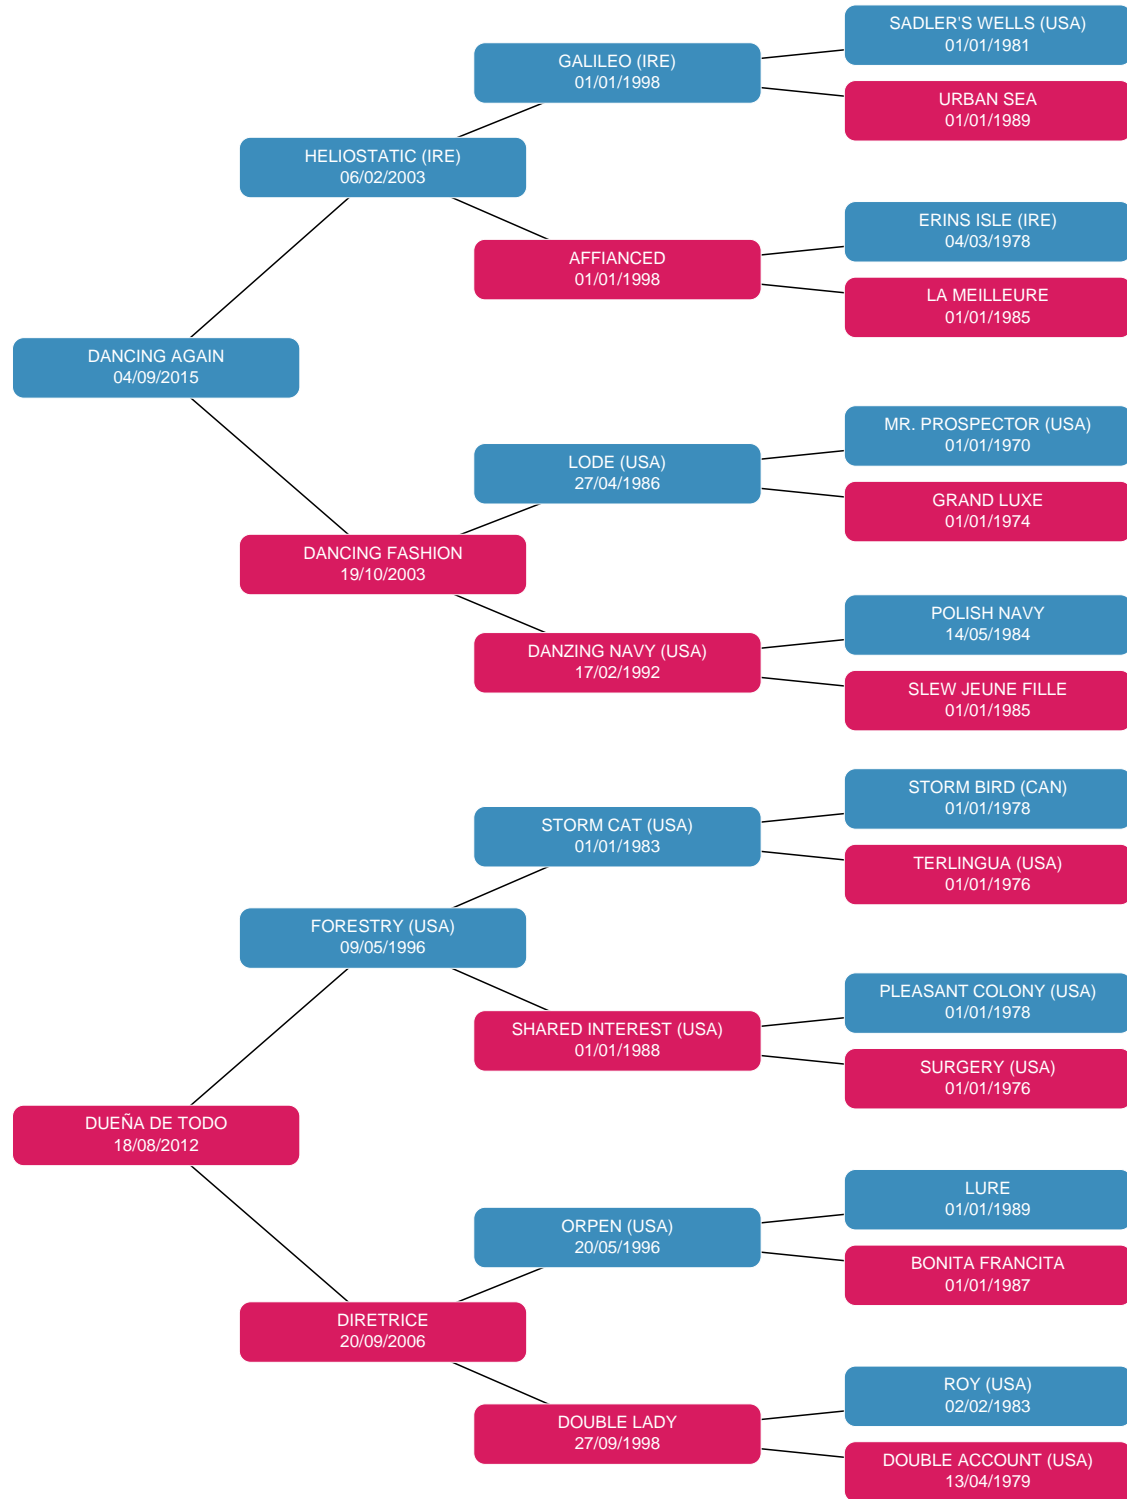 SADLER'S WELLS (USA)
01/01/1981
GALILEO (IRE)
01/01/1998
URBAN SEA
01/01/1989
HELIOSTATIC (IRE)
06/02/2003
ERINS ISLE (IRE)
04/03/1978
AFFIANCED
01/01/1998
LA MEILLEURE
01/01/1985
DANCING AGAIN
04/09/2015
MR. PROSPECTOR (USA)
01/01/1970
LODE (USA)
27/04/1986
GRAND LUXE
01/01/1974
DANCING FASHION
19/10/2003
POLISH NAVY
14/05/1984
DANZING NAVY (USA)
17/02/1992
SLEW JEUNE FILLE
01/01/1985
STORM BIRD (CAN)
01/01/1978
STORM CAT (USA)
01/01/1983
TERLINGUA (USA)
01/01/1976
FORESTRY (USA)
09/05/1996
PLEASANT COLONY (USA)
01/01/1978
SHARED INTEREST (USA)
01/01/1988
SURGERY (USA)
01/01/1976
DUEÑA DE TODO
18/08/2012
LURE
01/01/1989
ORPEN (USA)
20/05/1996
BONITA FRANCITA
01/01/1987
DIRETRICE
20/09/2006
ROY (USA)
02/02/1983
DOUBLE LADY
27/09/1998
DOUBLE ACCOUNT (USA)
13/04/1979